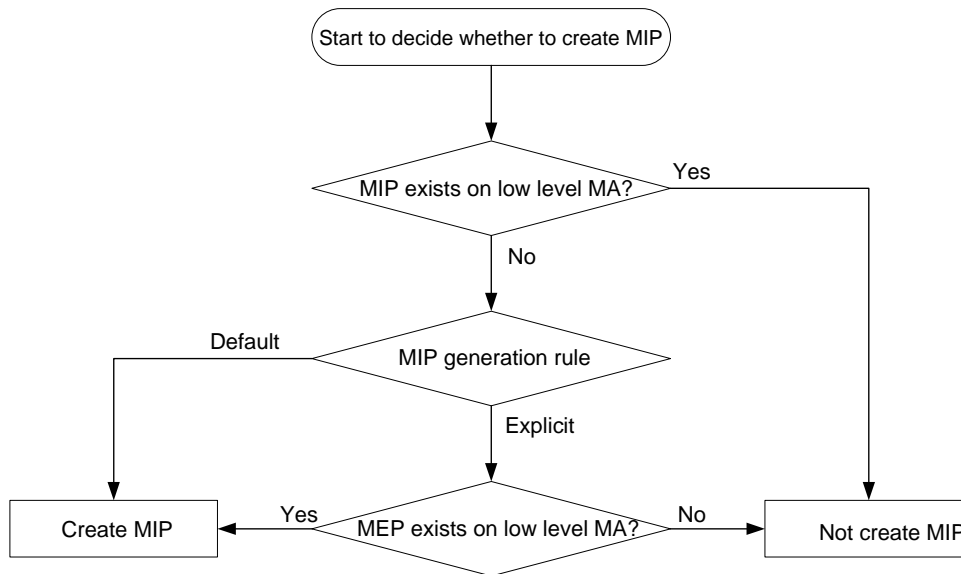 Start to decide whether to create MIP
MIP exists on low level MA?
Yes
No
Default
MIP generation rule
Explicit
Create MIP
Yes
MEP exists on low level MA?
No
Not create MIP